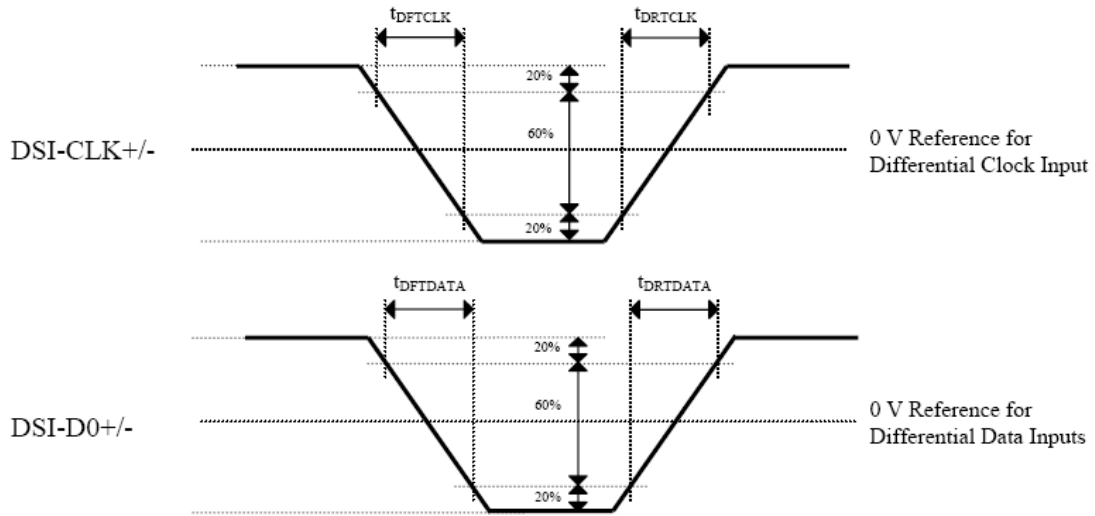 tDFTCLK tDRTCLK
20%
60%
DSI-CLK+/-
0 V Reference for
Differential Clock Input
20%
tDFTDATA tDRTDATA
20%
60%
DSI-D0+/-
0 V Reference for
Differential Data Inputs
20%